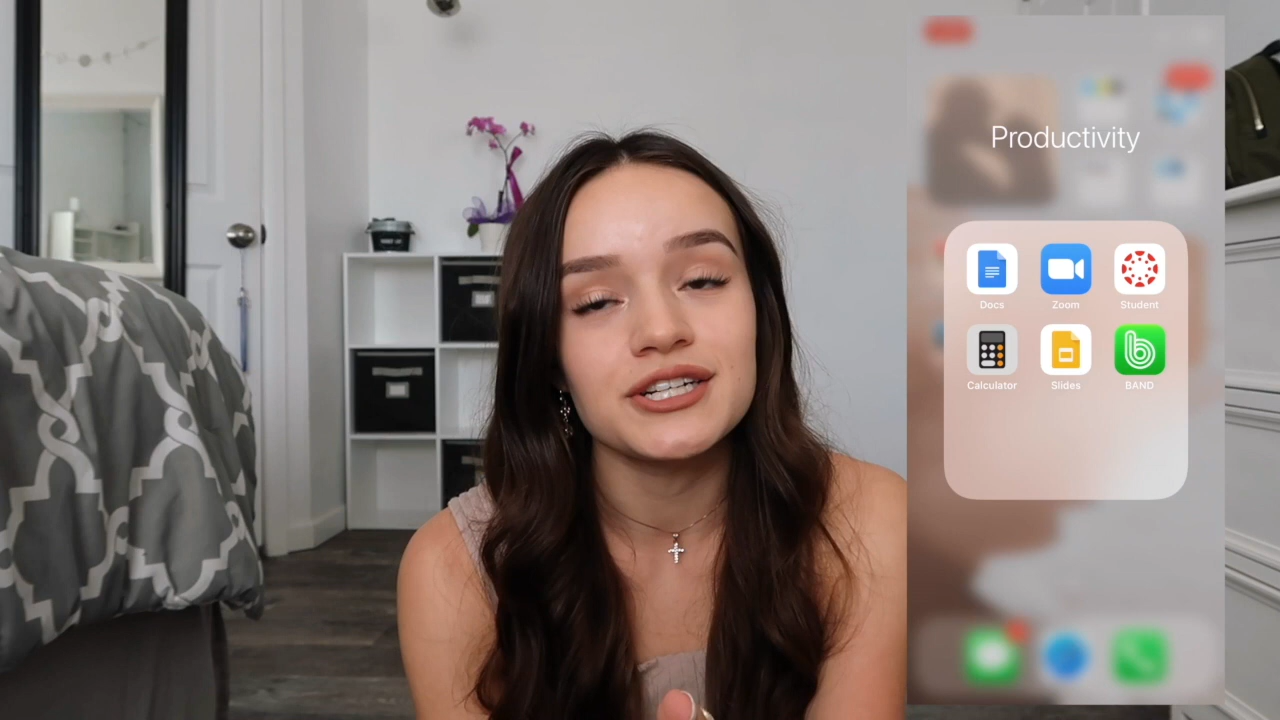 Productivity
Docs
Zoom
Student
Calculator
Slides
BAND